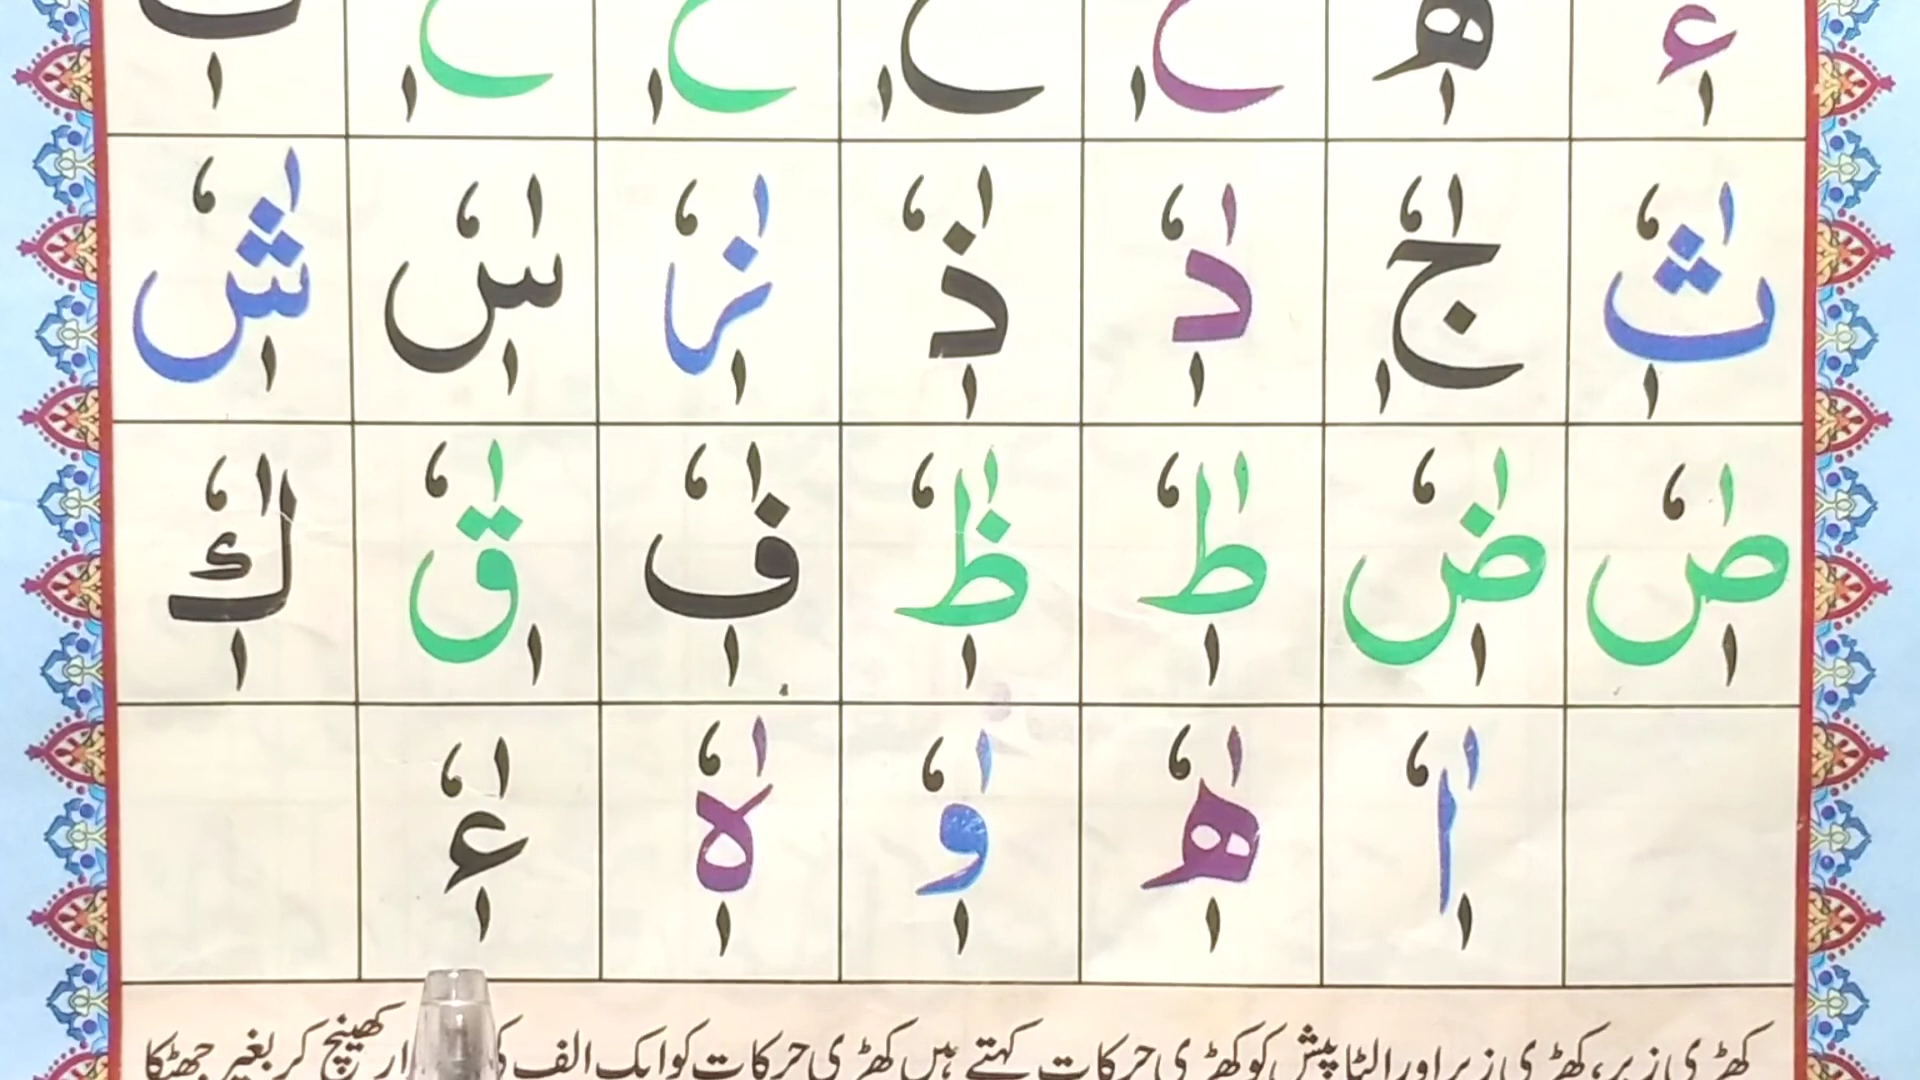 ءٖ ھٖ
ثٰٖٗ جٰٖٗ دٰٖٗ ذٰٖٗ زٰٖٗ سٰٖٗ شٰٖٗ
صٰٖٗ ضٰٖٗ طٰٖٗ ظٰٖٗ فٰٖٗ قٰٖٗ كٰٖٗ
اٰٖٗ ھٰٖٗ وٰٖٗ ہٰٖٗ ءٰٖٗ
کھڑی زبر، کھڑی زیر اور الٹا پیش کو کھڑی حرکات کہتے ہیں کھڑی حرکات کو ایک الف کھینچ کر بغیر جھٹکا